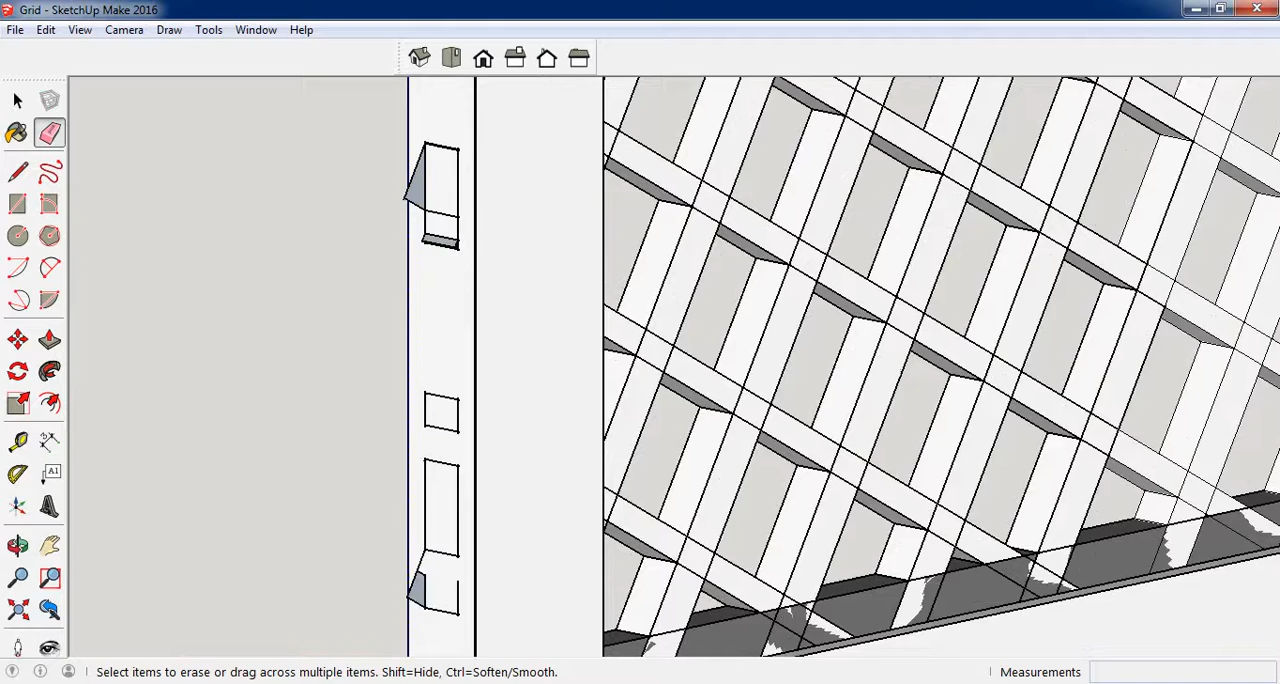 Grid - SketchUp Make 2016
File Edit View Camera Draw Tools Window Help
A1
Select items to erase or drag across multiple items. Shift=Hide, Ctrl=Soften/Smooth.
Measurements